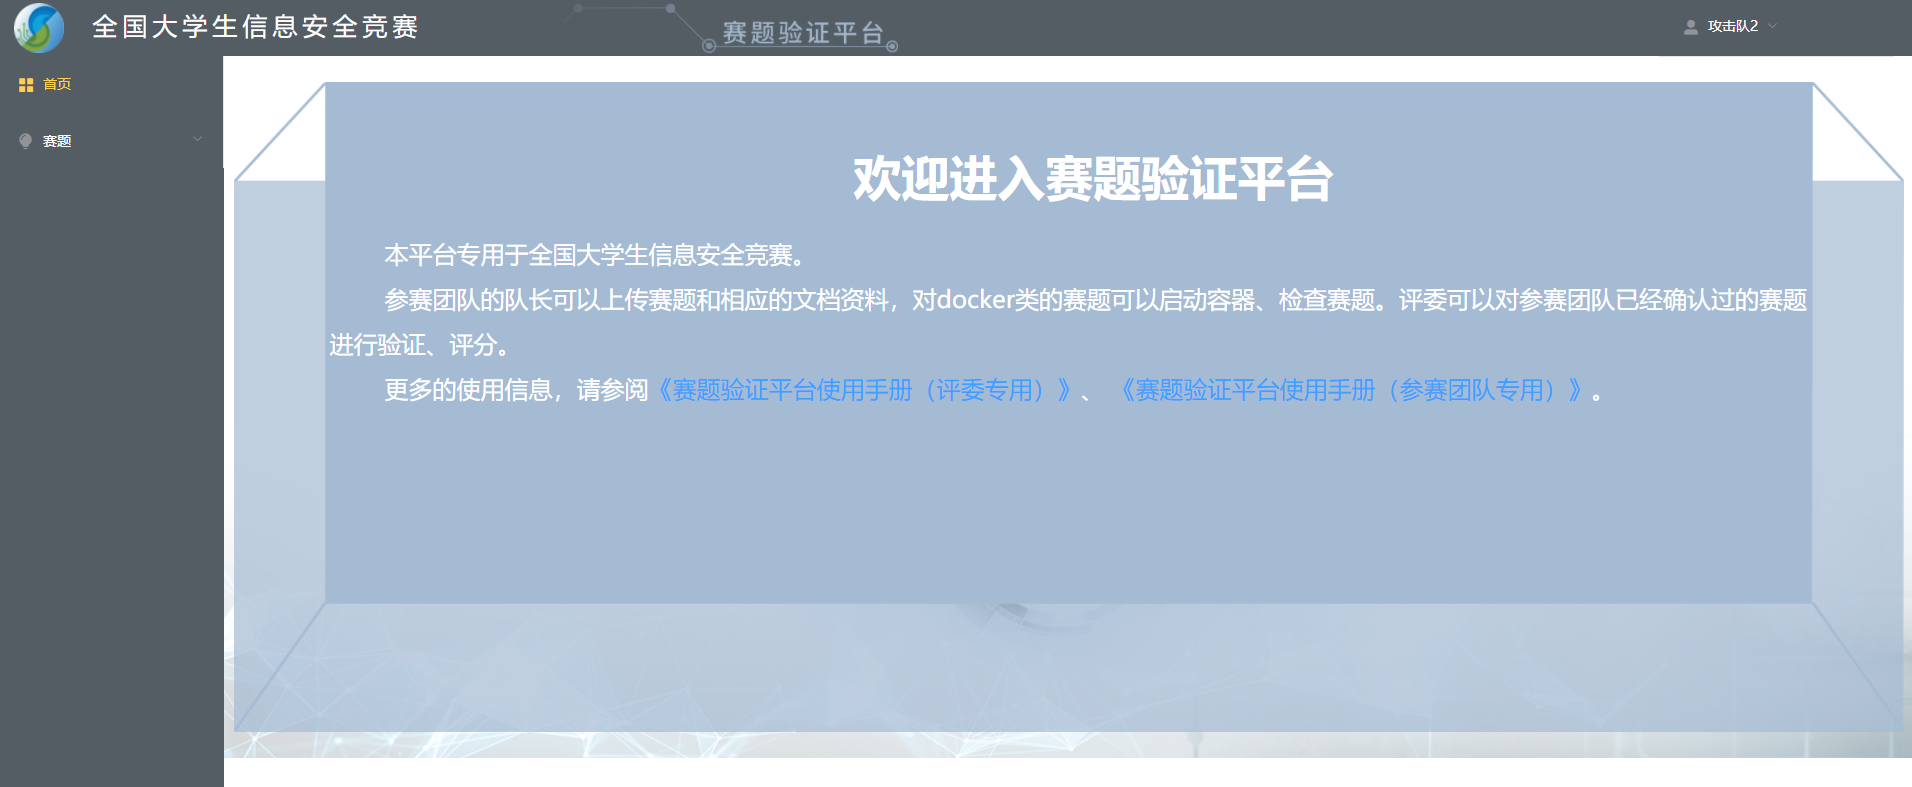 全国大学生信息安全竞赛
赛题验证平台
攻击队2
首页
赛题
欢迎进入赛题验证平台
本平台专用于全国大学生信息安全竞赛。
参赛团队的队长可以上传赛题和相应的文档资料，对docker类的赛题可以启动容器、检查赛题。评委可以对参赛团队已经确认过的赛题
进行验证、评分。
更多的使用信息，请参阅《赛题验证平台使用手册（评委专用）》、 《赛题验证平台使用手册（参赛团队专用）》。